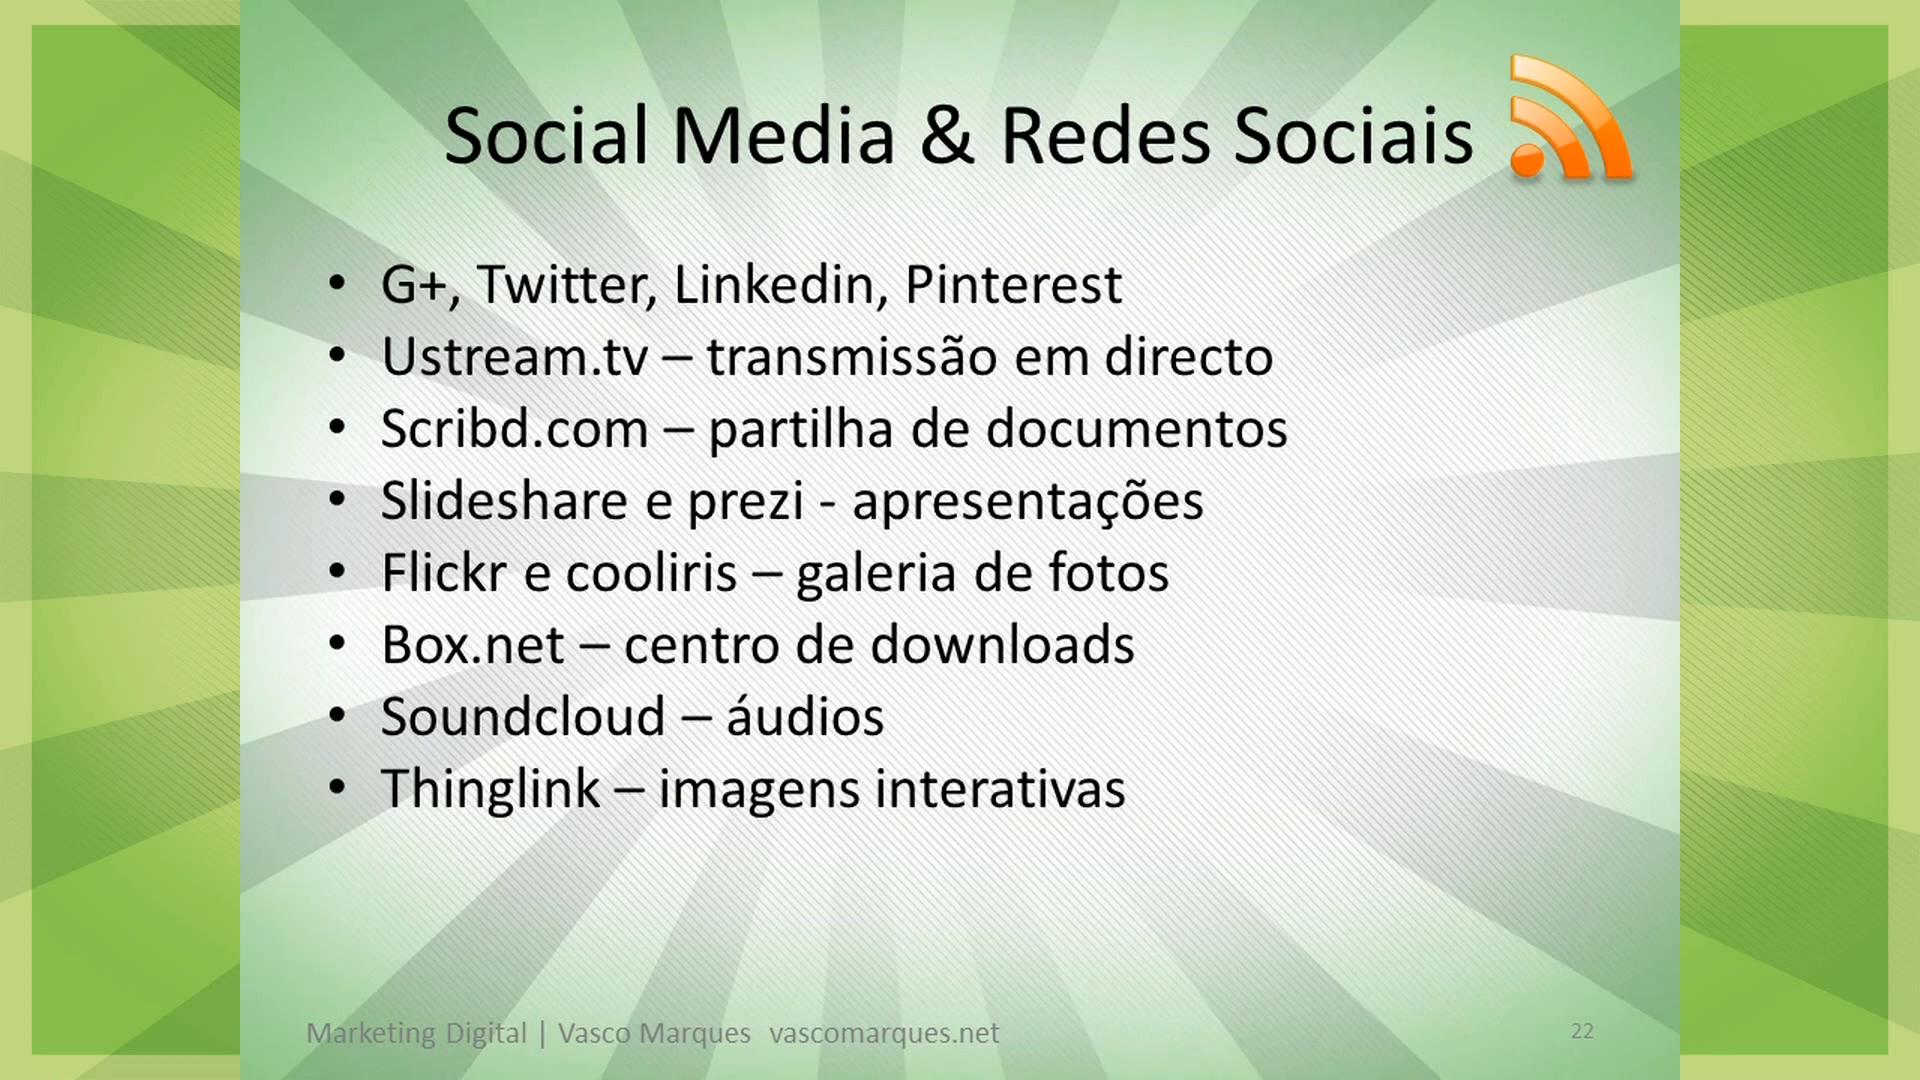 Social Media & Redes Sociais
• G+, Twitter, Linkedin, Pinterest
• Ustream.tv – transmissão em directo
• Scribd.com – partilha de documentos
• Slideshare e prezi - apresentações
• Flickr e cooliris – galeria de fotos
• Box.net – centro de downloads
• Soundcloud – áudios
• Thinglink – imagens interativas
Marketing Digital | Vasco Marques vascomarques.net
22